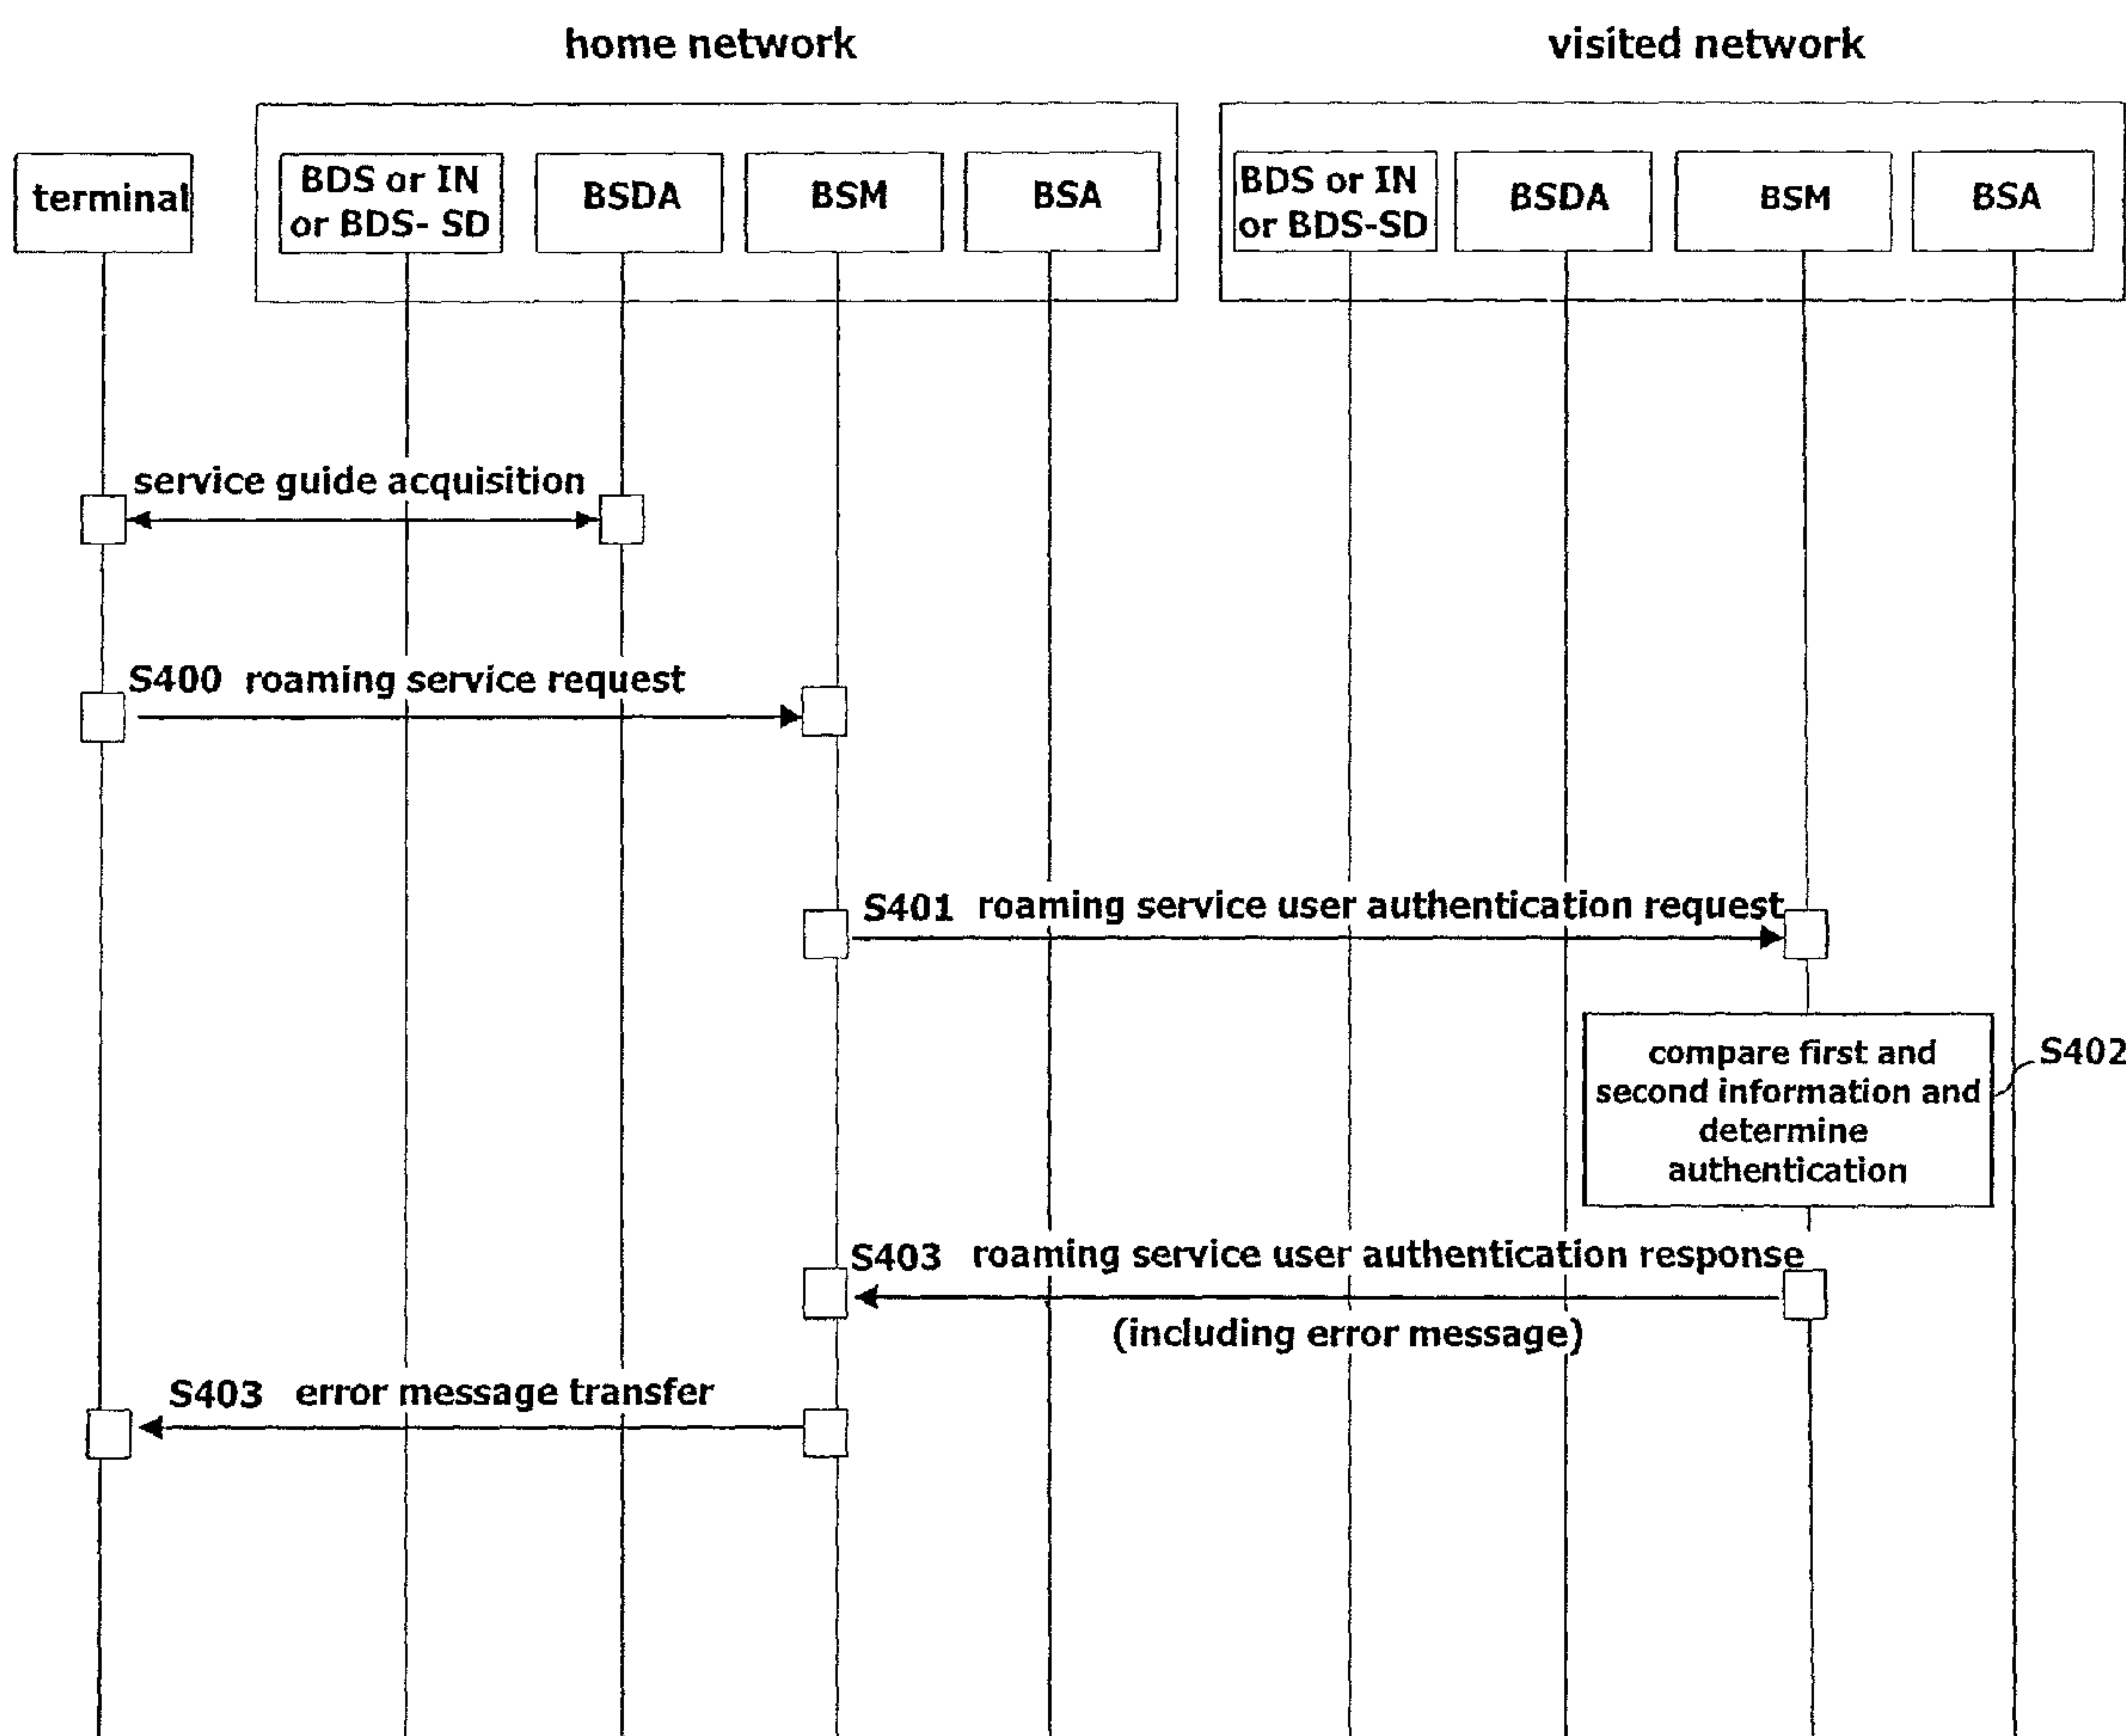 home network
visited network
terminal
BDS or IN
or BDS- SD
BSDA
BSM
BSA
BDS or IN
or BDS-SD
BSDA
BSM
BSA
service guide acquisition
S400 roaming service request
S401 roaming service user authentication request
compare first and
second information and
determine
authentication
S402
S403 roaming service user authentication response
(including error message)
S403 error message transfer